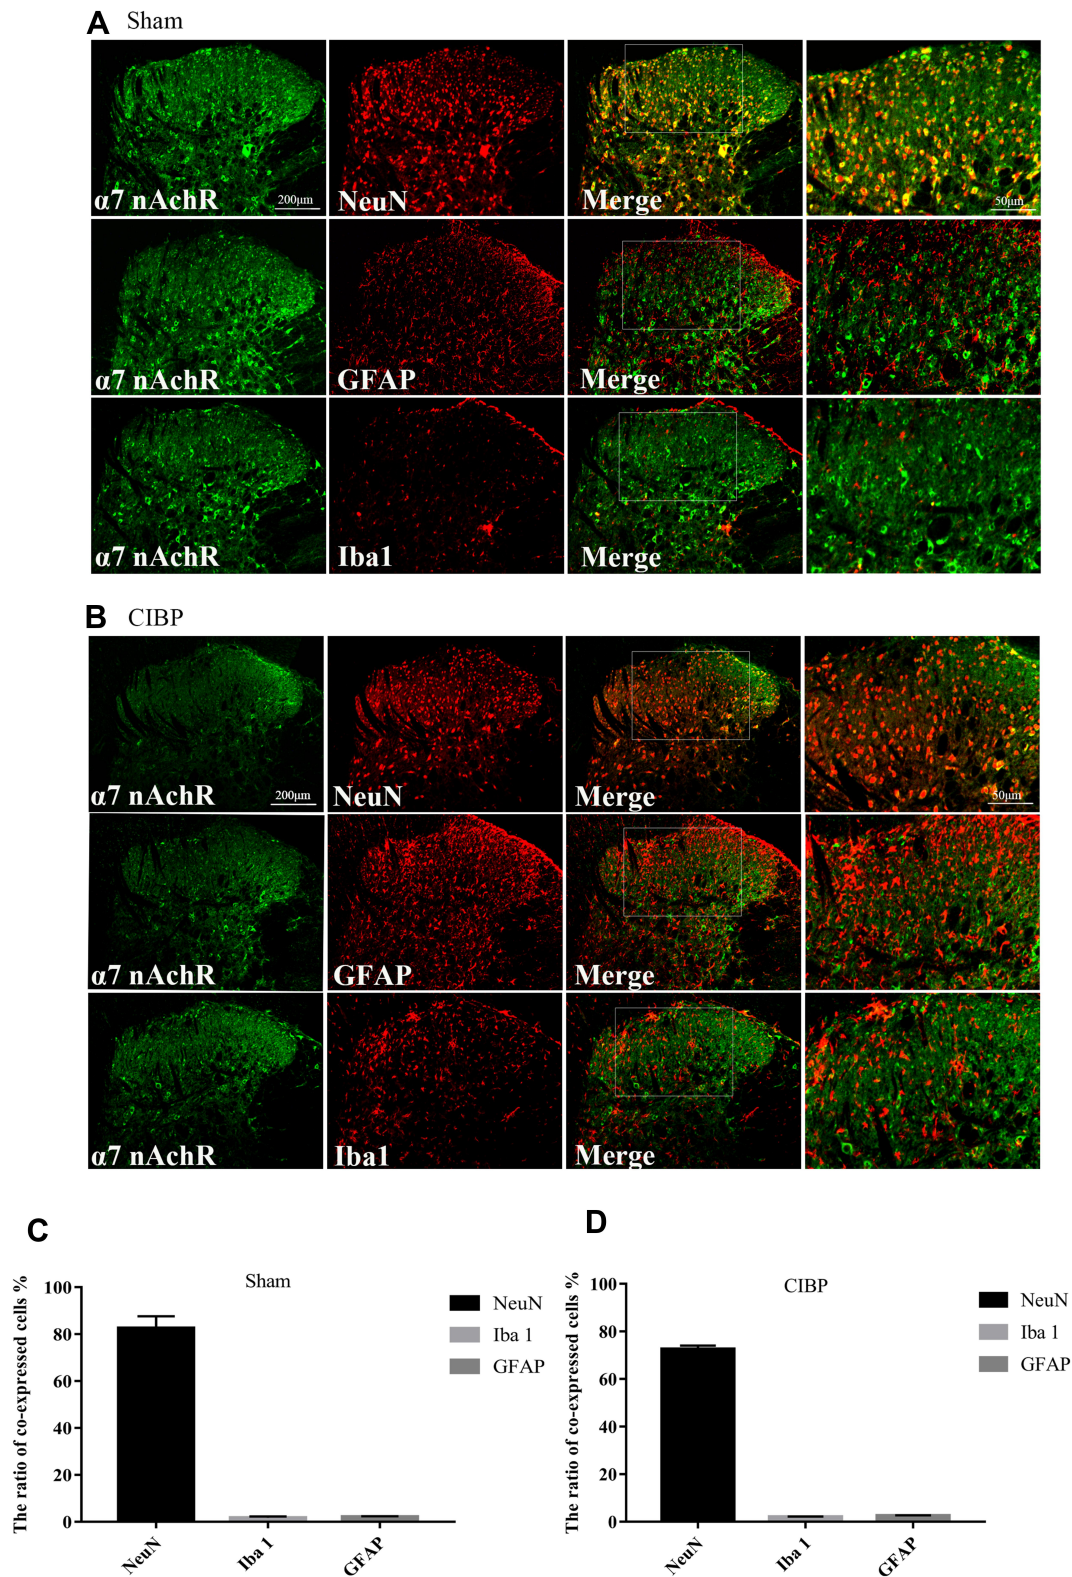 A Sham
α7 nAchR 200μm NeuN Merge 50μm
α7 nAchR GFAP Merge
α7 nAchR Iba1 Merge
B CIBP
α7 nAchR 200μm NeuN Merge 50μm
α7 nAchR GFAP Merge
α7 nAchR Iba1 Merge
C
Sham
The ratio of co-expressed cells %
100
80
60
40
20
0
NeuN
Iba 1
GFAP
NeuN
Iba 1
GFAP
D
CIBP
The ratio of co-expressed cells %
100
80
60
40
20
0
NeuN
Iba 1
GFAP
NeuN
Iba 1
GFAP